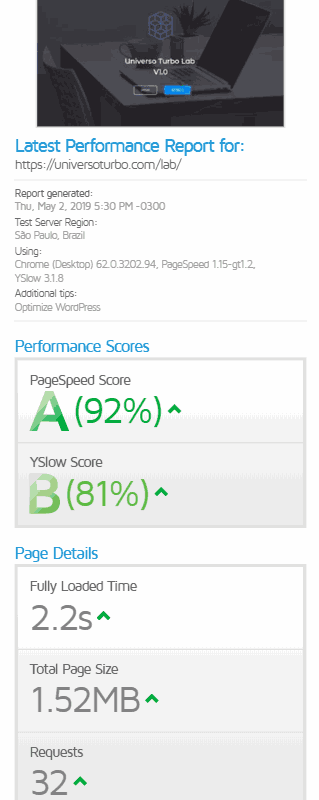 Universo Turbo Lab
V1.0
Latest Performance Report for:
https://universoturbo.com/lab/
Report generated:
Thu, May 2, 2019 5:30 PM -0300
Test Server Region:
São Paulo, Brazil
Using:
Chrome (Desktop) 62.0.3202.94, PageSpeed 1.15-gt1.2,
YSlow 3.1.8
Additional tips:
Optimize WordPress
Performance Scores
PageSpeed Score
A (92%)
YSlow Score
B (81%)
Page Details
Fully Loaded Time
2.2s
Total Page Size
1.52MB
Requests
32